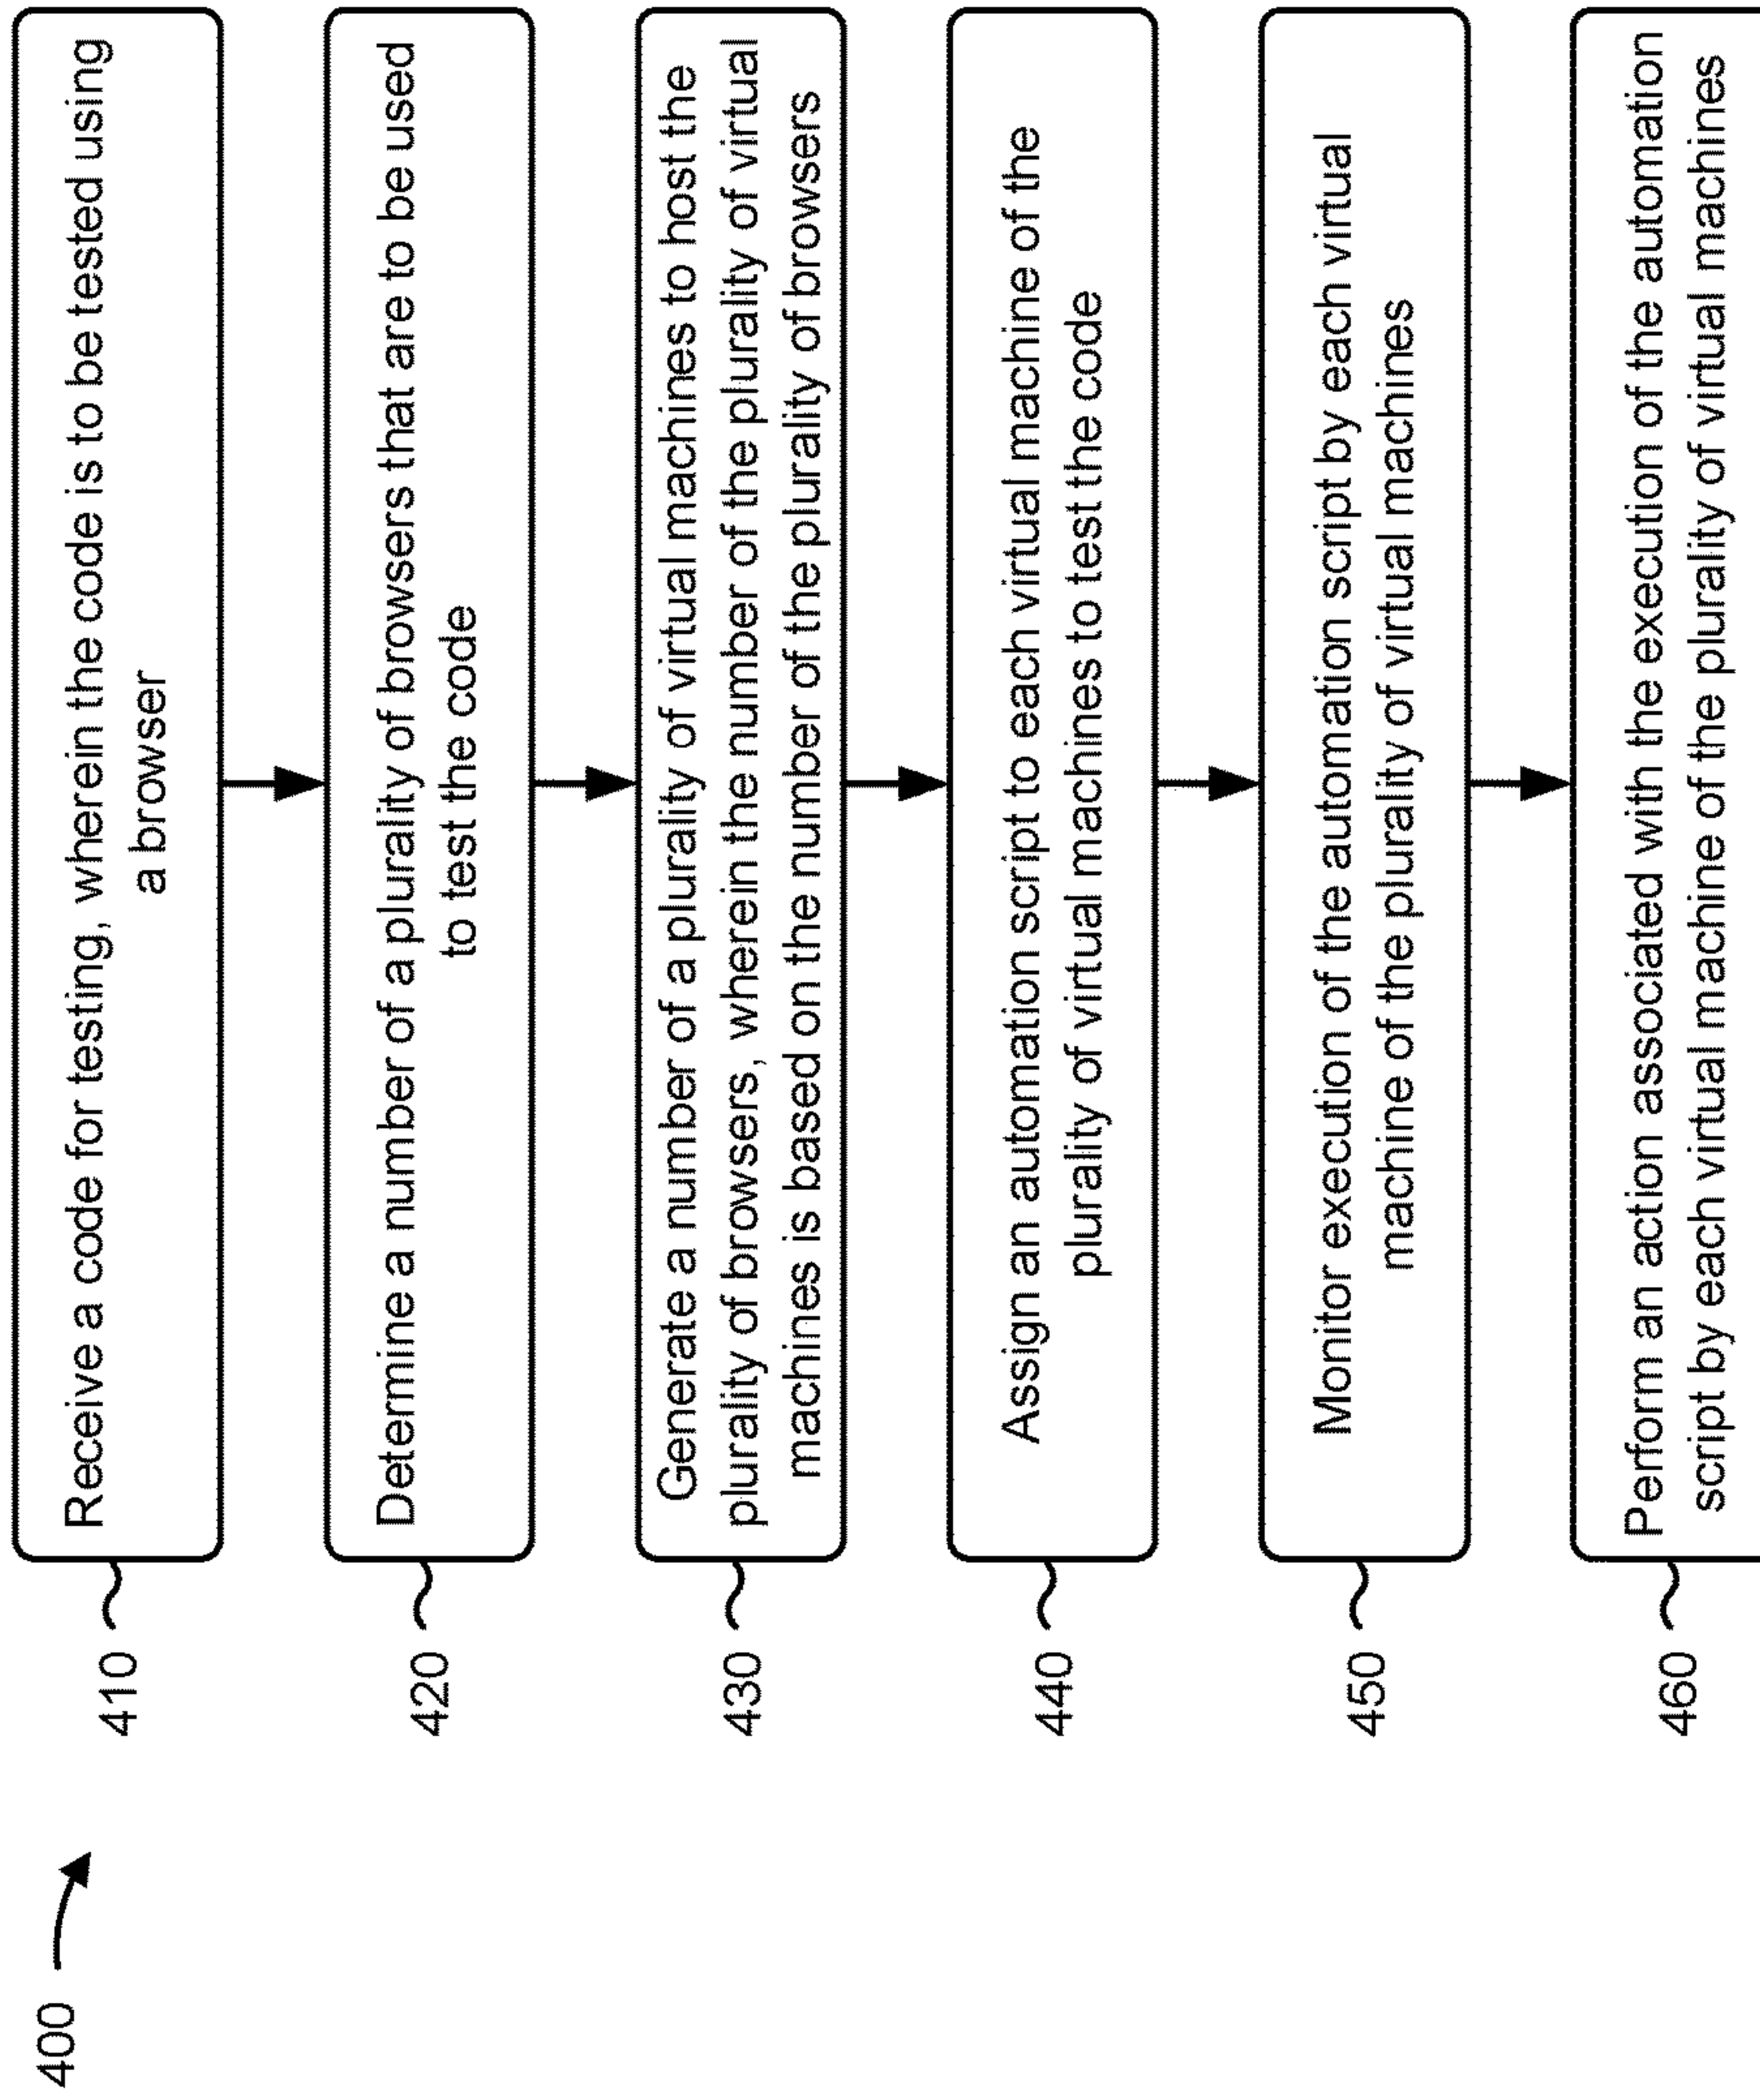 400
410
Receive a code for testing, wherein the code is to be tested using
a browser
420
Determine a number of a plurality of browsers that are to be used
to test the code
430
Generate a number of a plurality of virtual machines to host the
plurality of browsers, wherein the number of the plurality of virtual
machines is based on the number of the plurality of browsers
440
Assign an automation script to each virtual machine of the
plurality of virtual machines to test the code
450
Monitor execution of the automation script by each virtual
machine of the plurality of virtual machines
460
Perform an action associated with the execution of the automation
script by each virtual machine of the plurality of virtual machines